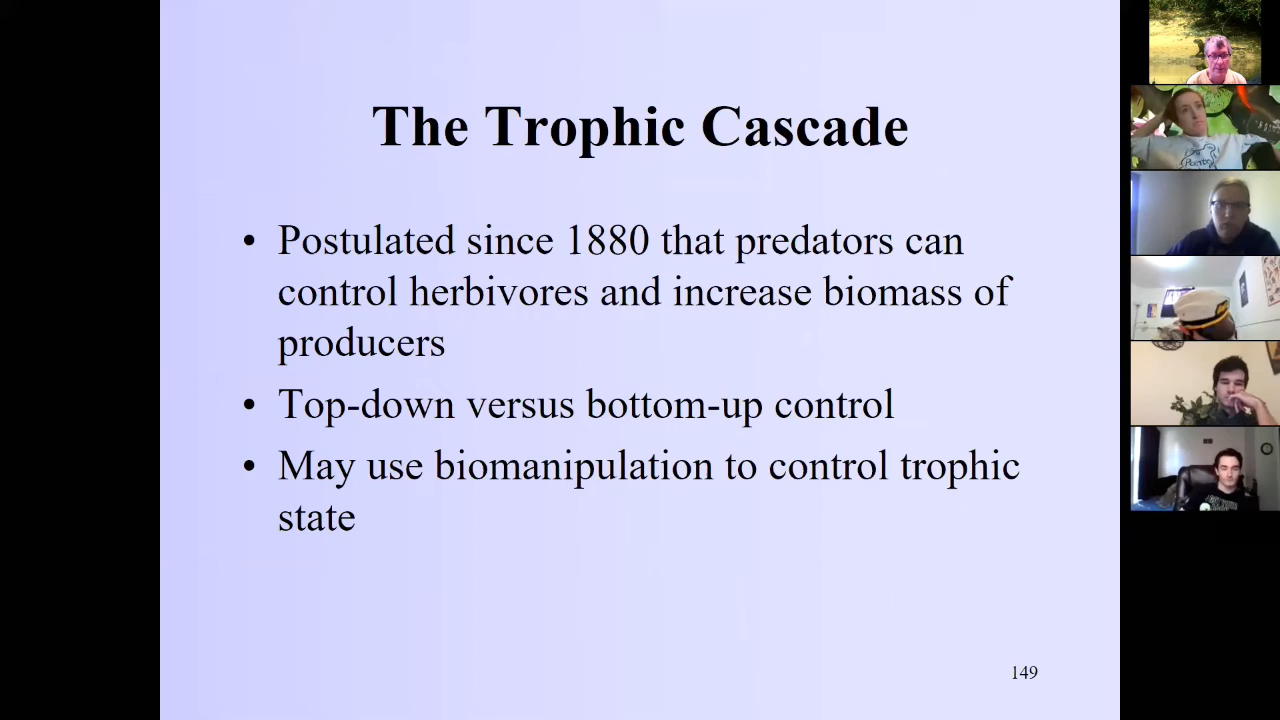 The Trophic Cascade
• Postulated since 1880 that predators can
control herbivores and increase biomass of
producers
• Top-down versus bottom-up control
• May use biomanipulation to control trophic
state
149